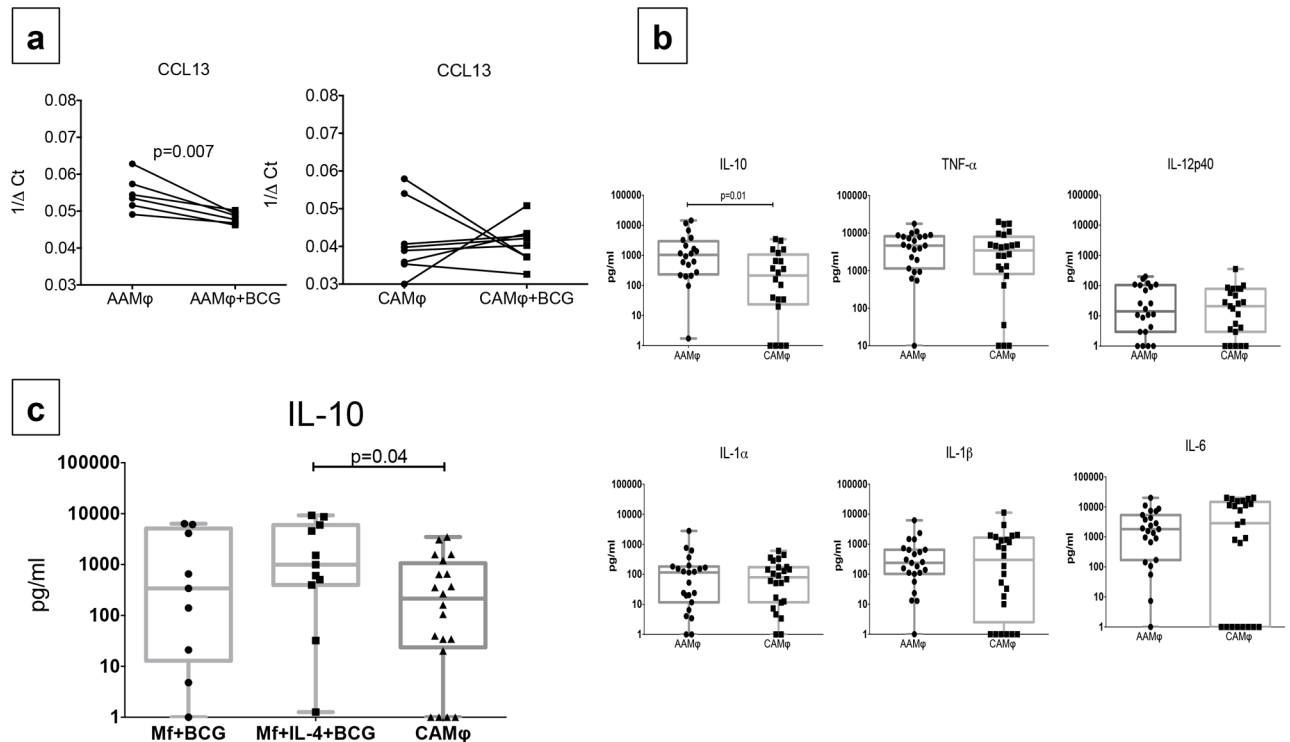 a
CCL13
0.08
0.07
0.06
0.05
0.04
0.03
1/Δ Ct
p=0.007
AAMφ
AAMφ+BCG
CCL13
0.08
0.07
0.06
0.05
0.04
0.03
1/Δ Ct
CAMφ
CAMφ+BCG
b
IL-10
100000
10000
1000
100
10
1
pg/ml
p=0.01
AAMφ
CAMφ
TNF-α
100000
10000
1000
100
10
pg/ml
AAMφ
CAMφ
IL-12p40
100000
10000
1000
100
10
1
pg/ml
AAMφ
CAMφ
IL-1α
100000
10000
1000
100
10
1
pg/ml
AAMφ
CAMφ
IL-1β
100000
10000
1000
100
10
1
pg/ml
AAMφ
CAMφ
IL-6
100000
10000
1000
100
10
1
pg/ml
AAMφ
CAMφ
c
IL-10
100000
10000
1000
100
10
1
pg/ml
p=0.04
Mf+BCG
Mf+IL-4+BCG
CAMφ